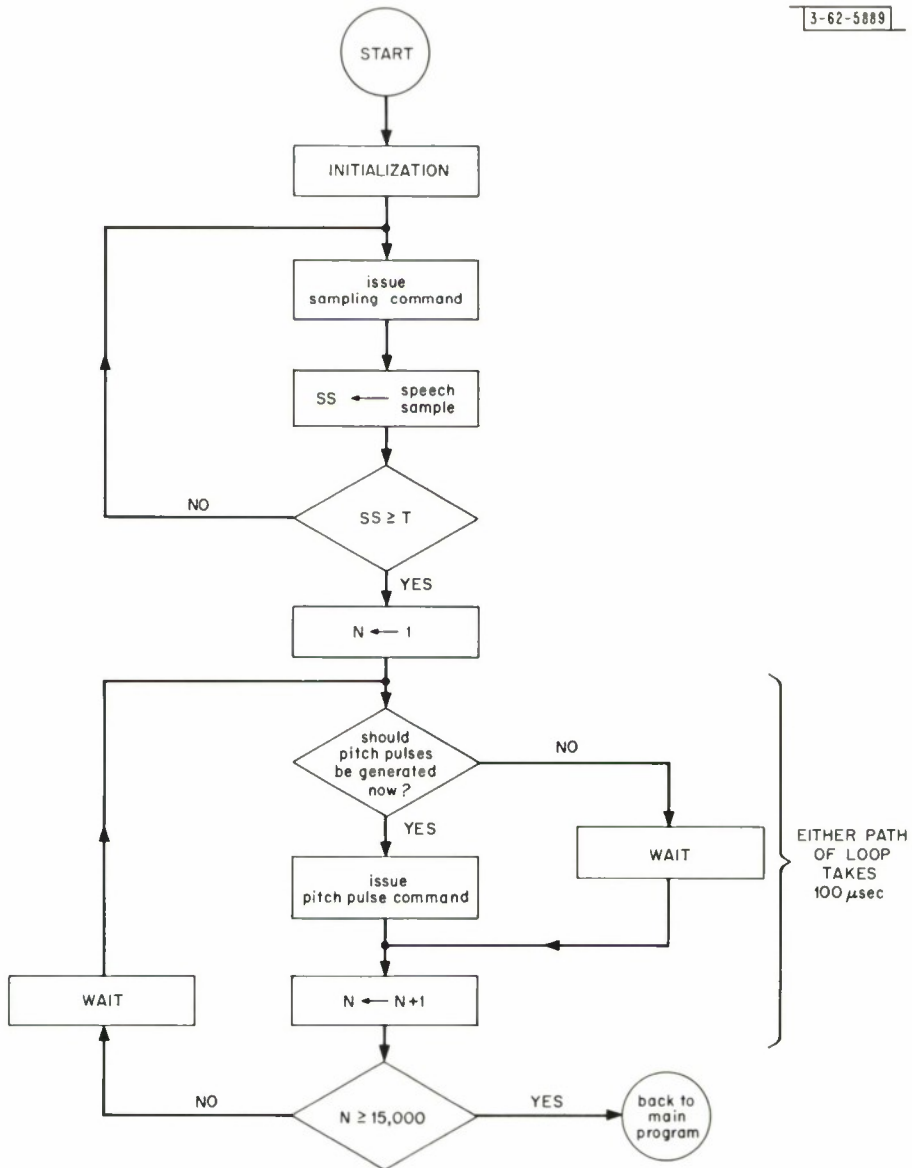 3-62-5889
START
INITIALIZATION
issue
sampling command
SS ← speech
sample
NO
SS ≥ T
YES
N ← 1
should
pitch pulses
be generated
now?
NO
YES
WAIT
issue
pitch pulse command
EITHER PATH
OF LOOP
TAKES
100 μsec
WAIT
N ← N+1
NO
N ≥ 15,000
YES
back to
main
program